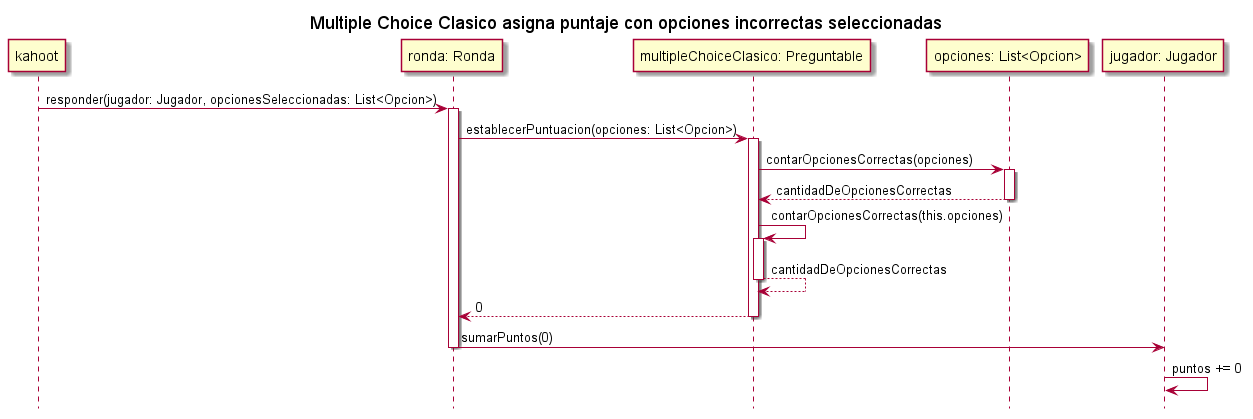 Multiple Choice Clasico asigna puntaje con opciones incorrectas seleccionadas
kahoot
ronda: Ronda
multipleChoiceClasico: Preguntable
opciones: List<Opcion>
jugador: Jugador
responder(jugador: Jugador, opcionesSeleccionadas: List<Opcion>)
establecerPuntuacion(opciones: List<Opcion>)
contarOpcionesCorrectas(opciones)
cantidadDeOpcionesCorrectas
contarOpcionesCorrectas(this.opciones)
cantidadDeOpcionesCorrectas
0
sumarPuntos(0)
puntos += 0